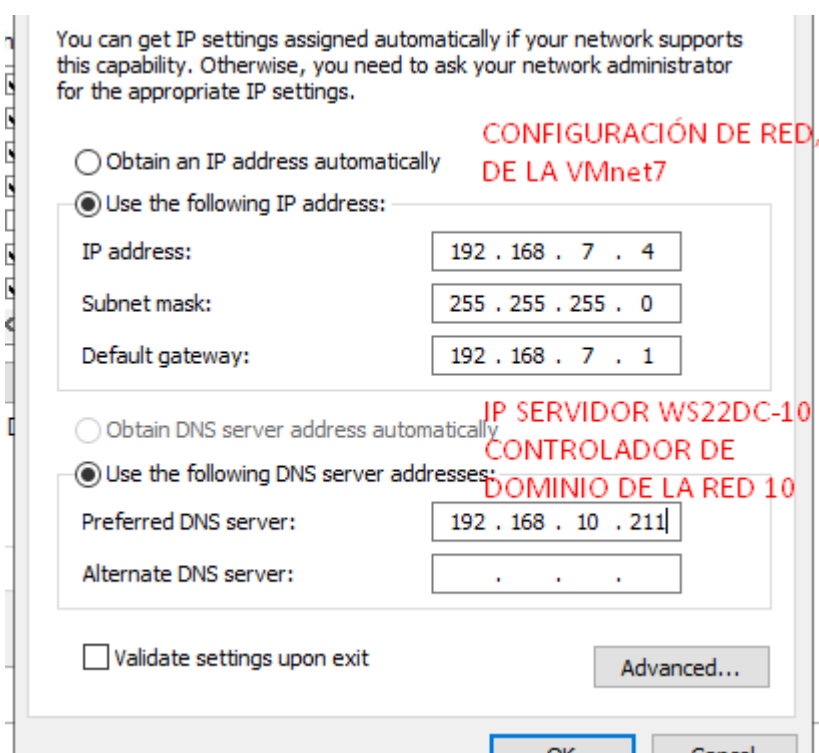 You can get IP settings assigned automatically if your network supports
this capability. Otherwise, you need to ask your network administrator
for the appropriate IP settings.
CONFIGURACIÓN DE RED,
DE LA VMnet7
Obtain an IP address automatically
Use the following IP address:
IP address: 192 . 168 . 7 . 4
Subnet mask: 255 . 255 . 255 . 0
Default gateway: 192 . 168 . 7 . 1
IP SERVIDOR WS22DC-10
CONTROLADOR DE
DOMINIO DE LA RED 10
Obtain DNS server address automatically
Use the following DNS server addresses:
Preferred DNS server: 192 . 168 . 10 . 211
Alternate DNS server: . . .
Validate settings upon exit
Advanced...
OK
Cancel